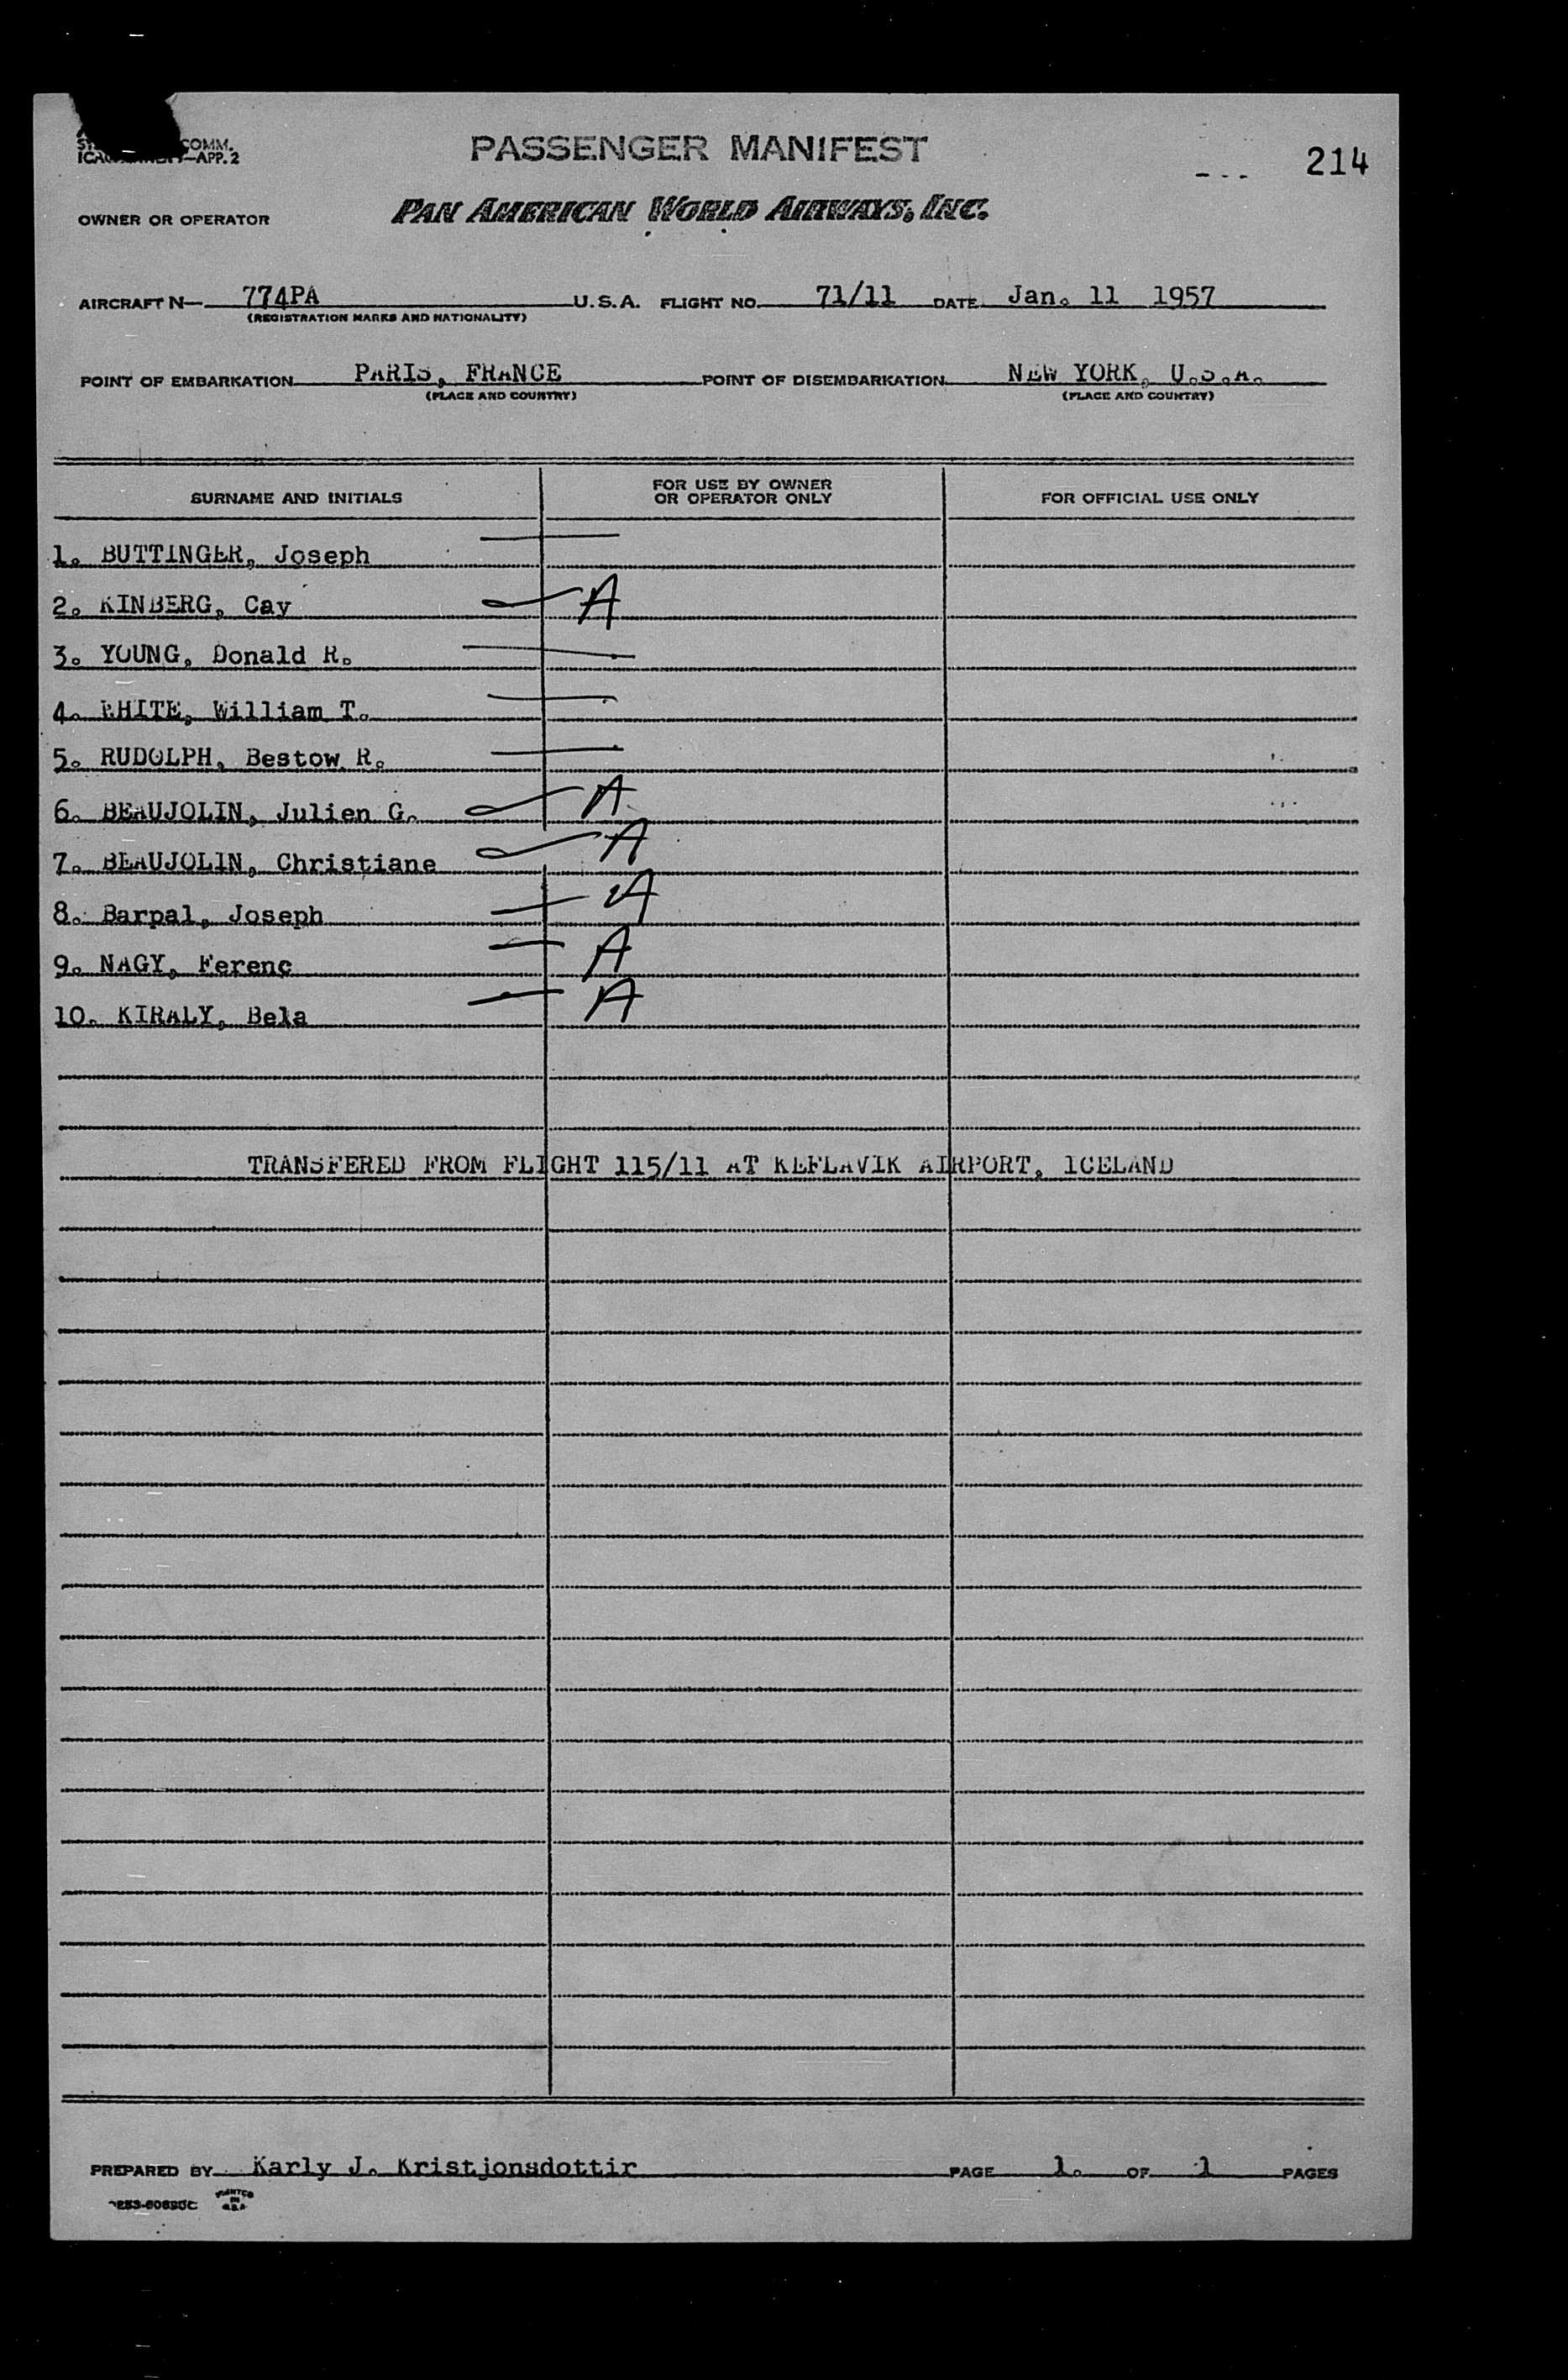 COMM.
—APP. 2
PASSENGER MANIFEST
214
OWNER OR OPERATOR
PAN AMERICAN WORLD AIRWAYS, INC.
AIRCRAFT N— 774PA U.S.A. FLIGHT NO. 71/11 DATE Jan. 11 1957
(REGISTRATION MARKS AND NATIONALITY)
POINT OF EMBARKATION PARIS, FRANCE POINT OF DISEMBARKATION NEW YORK, U.S.A.
(PLACE AND COUNTRY) (PLACE AND COUNTRY)
SURNAME AND INITIALS
FOR USE BY OWNER
OR OPERATOR ONLY
FOR OFFICIAL USE ONLY
1. BUTTINGER, Joseph
2. KINBERG, Cay A
3. YOUNG, Donald R.
4. WHITE, William T.
5. RUDOLPH, Bestow R.
6. BEAUJOLIN, Julien G. A
7. BEAUJOLIN, Christiane A
8. Barpal, Joseph A
9. NAGY, Ferenc A
10. KIRALY, Bela A
TRANSFERED FROM FLIGHT 115/11 AT KEFLAVIK AIRPORT, ICELAND
PREPARED BY Karly J. Kristjonsdottir PAGE 1. OF 1 PAGES
PRINTED
IN
U.S.A.